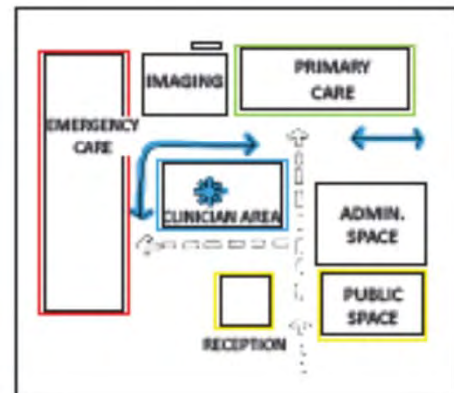 IMAGING
PRIMARY
CARE
EMERGENCY
CARE
CLINICIAN AREA
ADMIN.
SPACE
PUBLIC
SPACE
RECEPTION